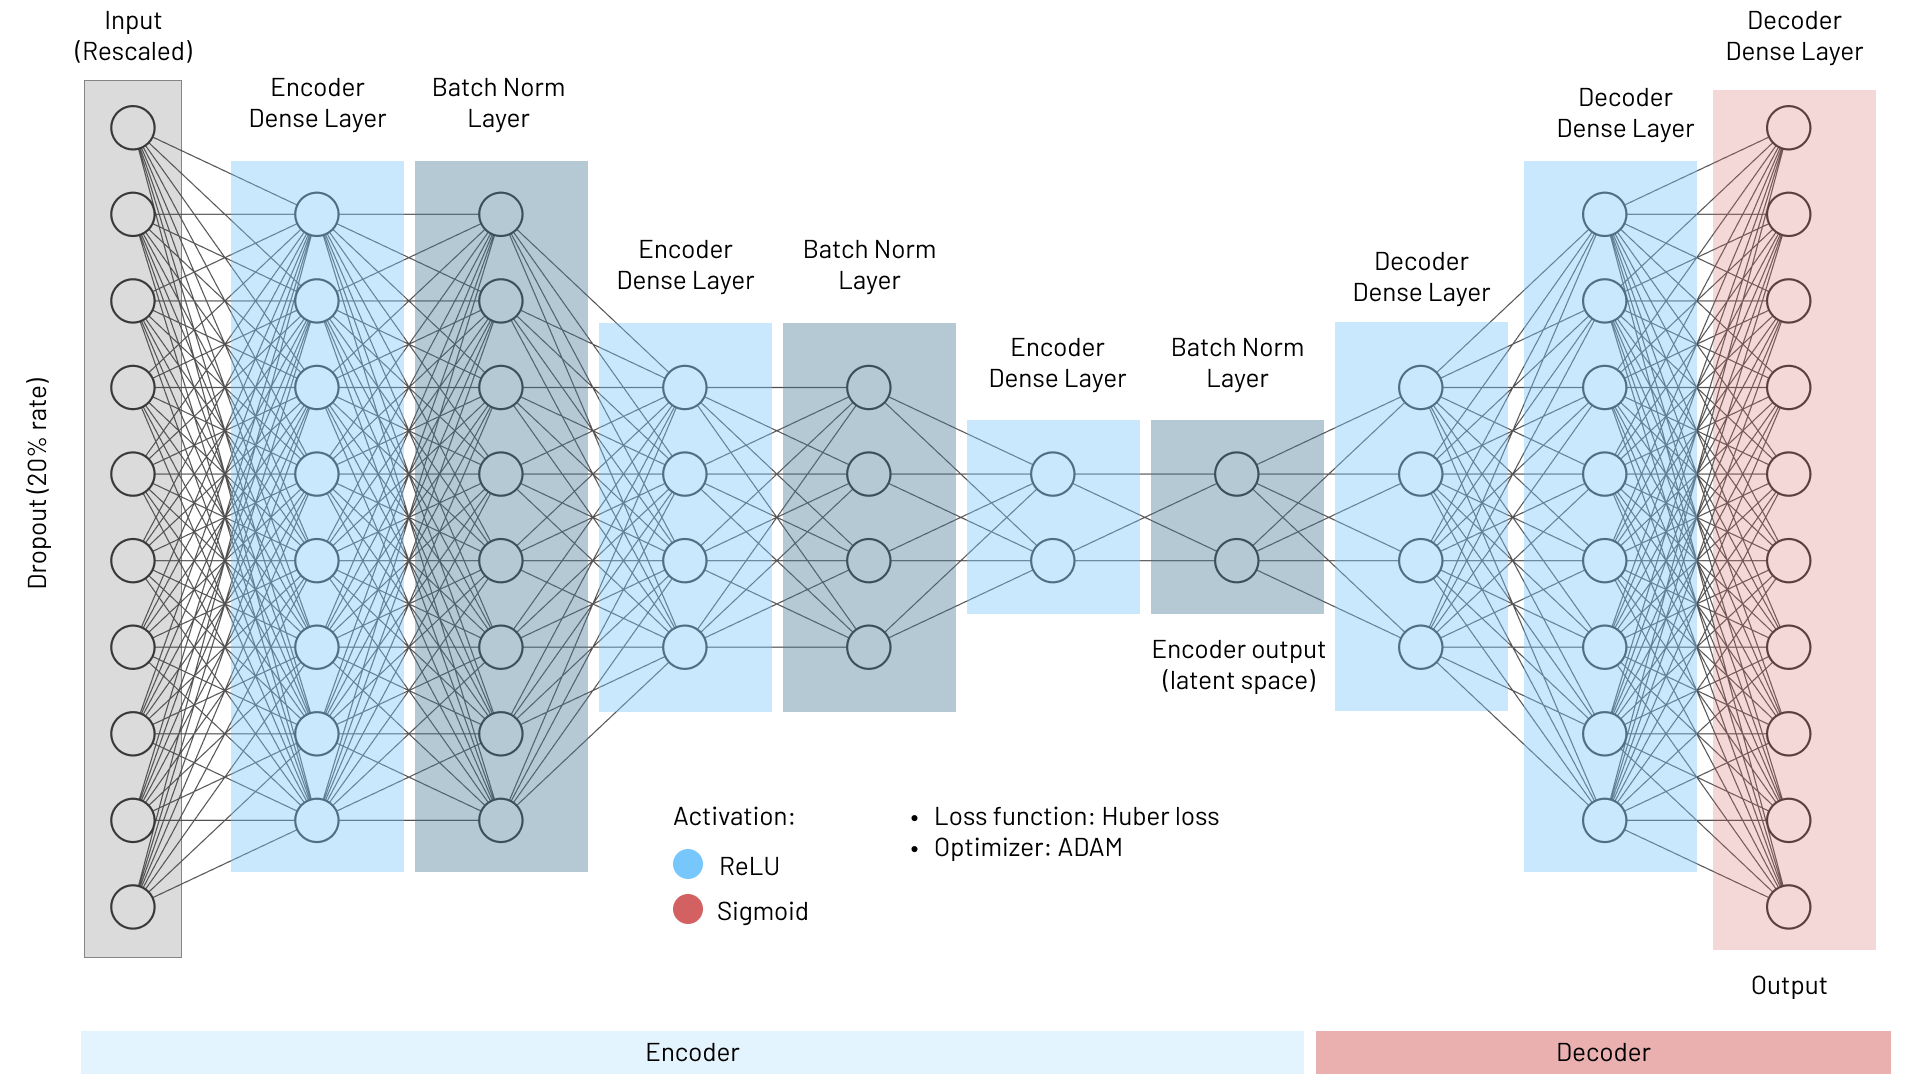 Input
(Rescaled)
Encoder
Dense Layer
Batch Norm
Layer
Encoder
Dense Layer
Batch Norm
Layer
Encoder
Dense Layer
Batch Norm
Layer
Decoder
Dense Layer
Decoder
Dense Layer
Decoder
Dense Layer
Dropout (20% rate)
Encoder output
(latent space)
Activation:
ReLU
Sigmoid
• Loss function: Huber loss
• Optimizer: ADAM
Output
Encoder
Decoder